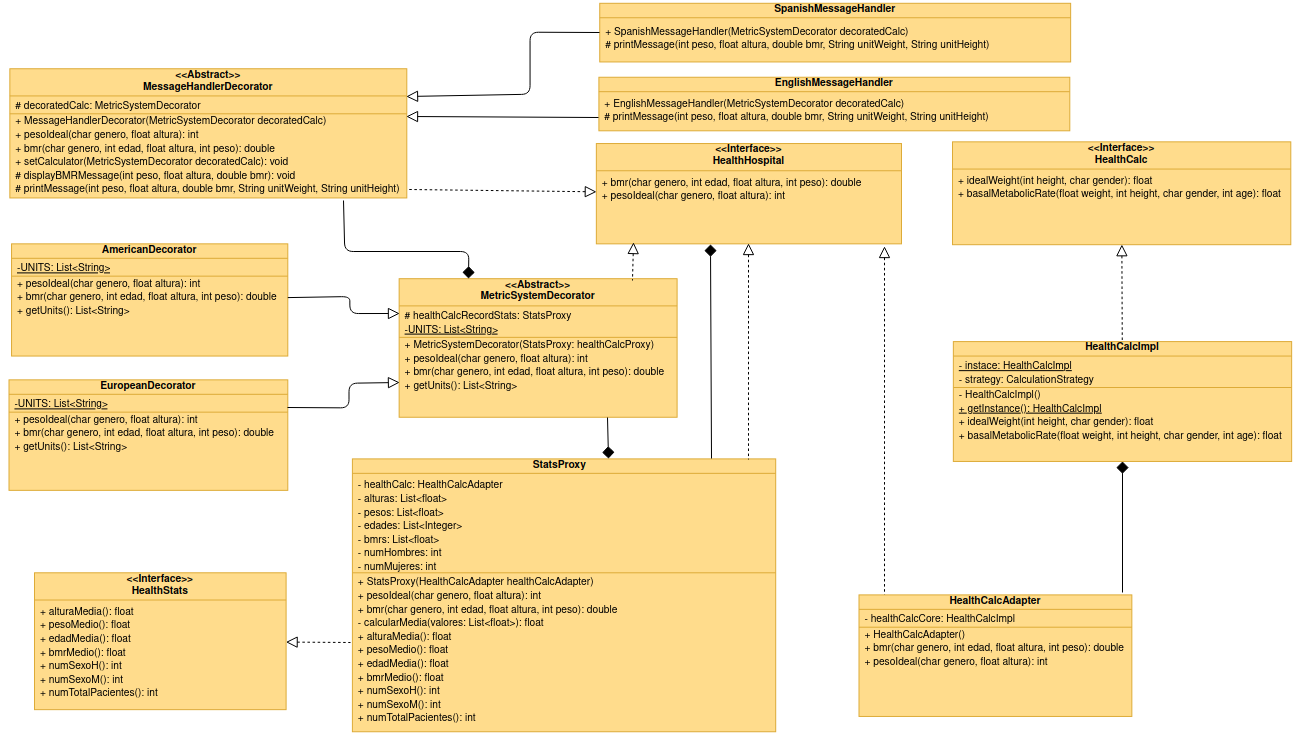 SpanishMessageHandler
+ SpanishMessageHandler(MetricSystemDecorator decoratedCalc)
# printMessage(int peso, float altura, double bmr, String unitWeight, String unitHeight)
<<Abstract>>
MessageHandlerDecorator
# decoratedCalc: MetricSystemDecorator
+ MessageHandlerDecorator(MetricSystemDecorator decoratedCalc)
+ pesoIdeal(char genero, float altura): int
+ bmr(char genero, int edad, float altura, int peso): double
+ setCalculator(MetricSystemDecorator decoratedCalc): void
# displayBMRMessage(int peso, float altura, double bmr): void
# printMessage(int peso, float altura, double bmr, String unitWeight, String unitHeight)
EnglishMessageHandler
+ EnglishMessageHandler(MetricSystemDecorator decoratedCalc)
# printMessage(int peso, float altura, double bmr, String unitWeight, String unitHeight)
<<Interface>>
HealthHospital
+ bmr(char genero, int edad, float altura, int peso): double
+ pesoIdeal(char genero, float altura): int
<<Interface>>
HealthCalc
+ idealWeight(int height, char gender): float
+ basalMetabolicRate(float weight, int height, char gender, int age): float
AmericanDecorator
-UNITS: List<String>
+ pesoIdeal(char genero, float altura): int
+ bmr(char genero, int edad, float altura, int peso): double
+ getUnits(): List<String>
<<Abstract>>
MetricSystemDecorator
# healthCalcRecordStats: StatsProxy
-UNITS: List<String>
+ MetricSystemDecorator(StatsProxy: healthCalcProxy)
+ pesoIdeal(char genero, float altura): int
+ bmr(char genero, int edad, float altura, int peso): double
+ getUnits(): List<String>
EuropeanDecorator
-UNITS: List<String>
+ pesoIdeal(char genero, float altura): int
+ bmr(char genero, int edad, float altura, int peso): double
+ getUnits(): List<String>
HealthCalcImpl
- instace: HealthCalcImpl
- strategy: CalculationStrategy
- HealthCalcImpl()
+ getInstance(): HealthCalcImpl
+ idealWeight(int height, char gender): float
+ basalMetabolicRate(float weight, int height, char gender, int age): float
StatsProxy
- healthCalc: HealthCalcAdapter
- alturas: List<float>
- pesos: List<float>
- edades: List<Integer>
- bmrs: List<float>
- numHombres: int
- numMujeres: int
+ StatsProxy(HealthCalcAdapter healthCalcAdapter)
+ pesoIdeal(char genero, float altura): int
+ bmr(char genero, int edad, float altura, int peso): double
- calcularMedia(valores: List<float>): float
+ alturaMedia(): float
+ pesoMedio(): float
+ edadMedia(): float
+ bmrMedio(): float
+ numSexoH(): int
+ numSexoM(): int
+ numTotalPacientes(): int
<<Interface>>
HealthStats
+ alturaMedia(): float
+ pesoMedio(): float
+ edadMedia(): float
+ bmrMedio(): float
+ numSexoH(): int
+ numSexoM(): int
+ numTotalPacientes(): int
HealthCalcAdapter
- healthCalcCore: HealthCalcImpl
+ HealthCalcAdapter()
+ bmr(char genero, int edad, float altura, int peso): double
+ pesoIdeal(char genero, float altura): int